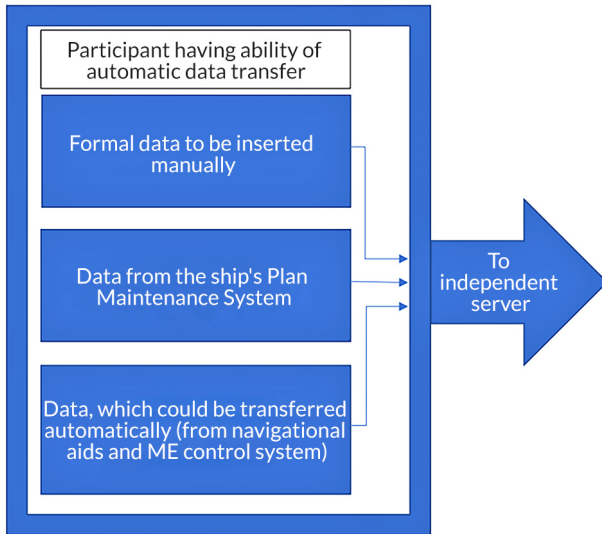 Participant having ability of
automatic data transfer
Formal data to be inserted
manually
Data from the ship's Plan
Maintenance System
Data, which could be transferred
automatically (from navigational
aids and ME control system)
To
independent
server